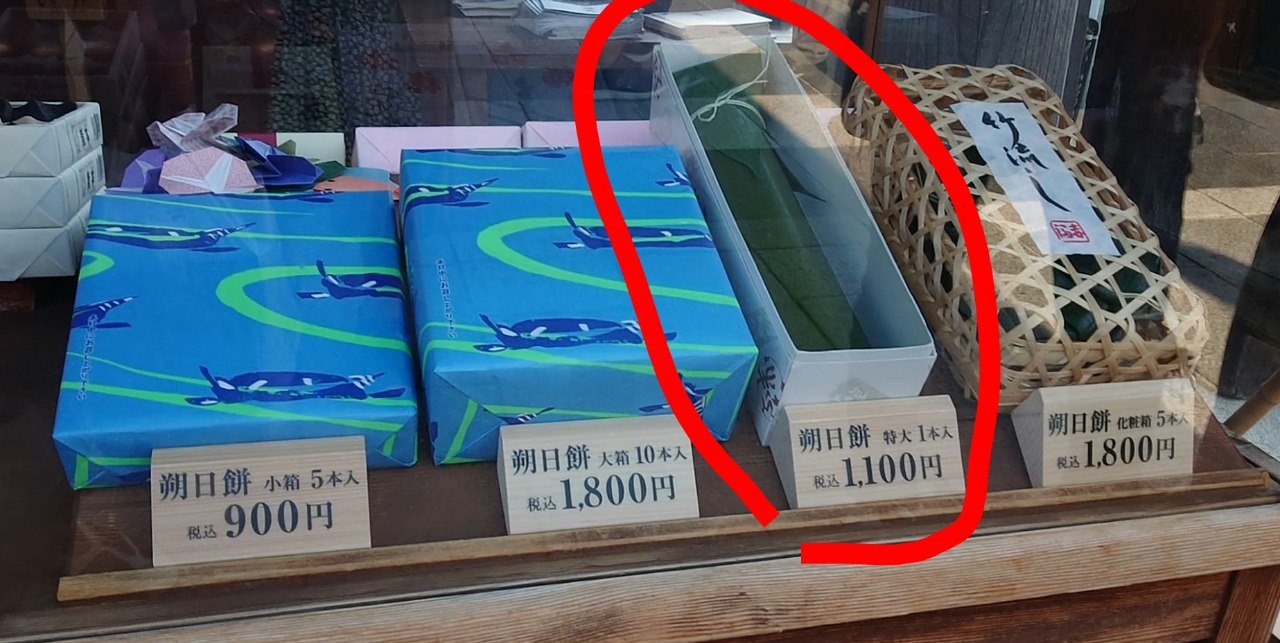 朔日餅 小箱 5本入
税込 900円
朔日餅 大箱 10本入
税込 1,800円
朔日餅 特大 1本入
税込 1,100円
竹流し
朔日餅 化粧箱 5本入
税込 1,800円